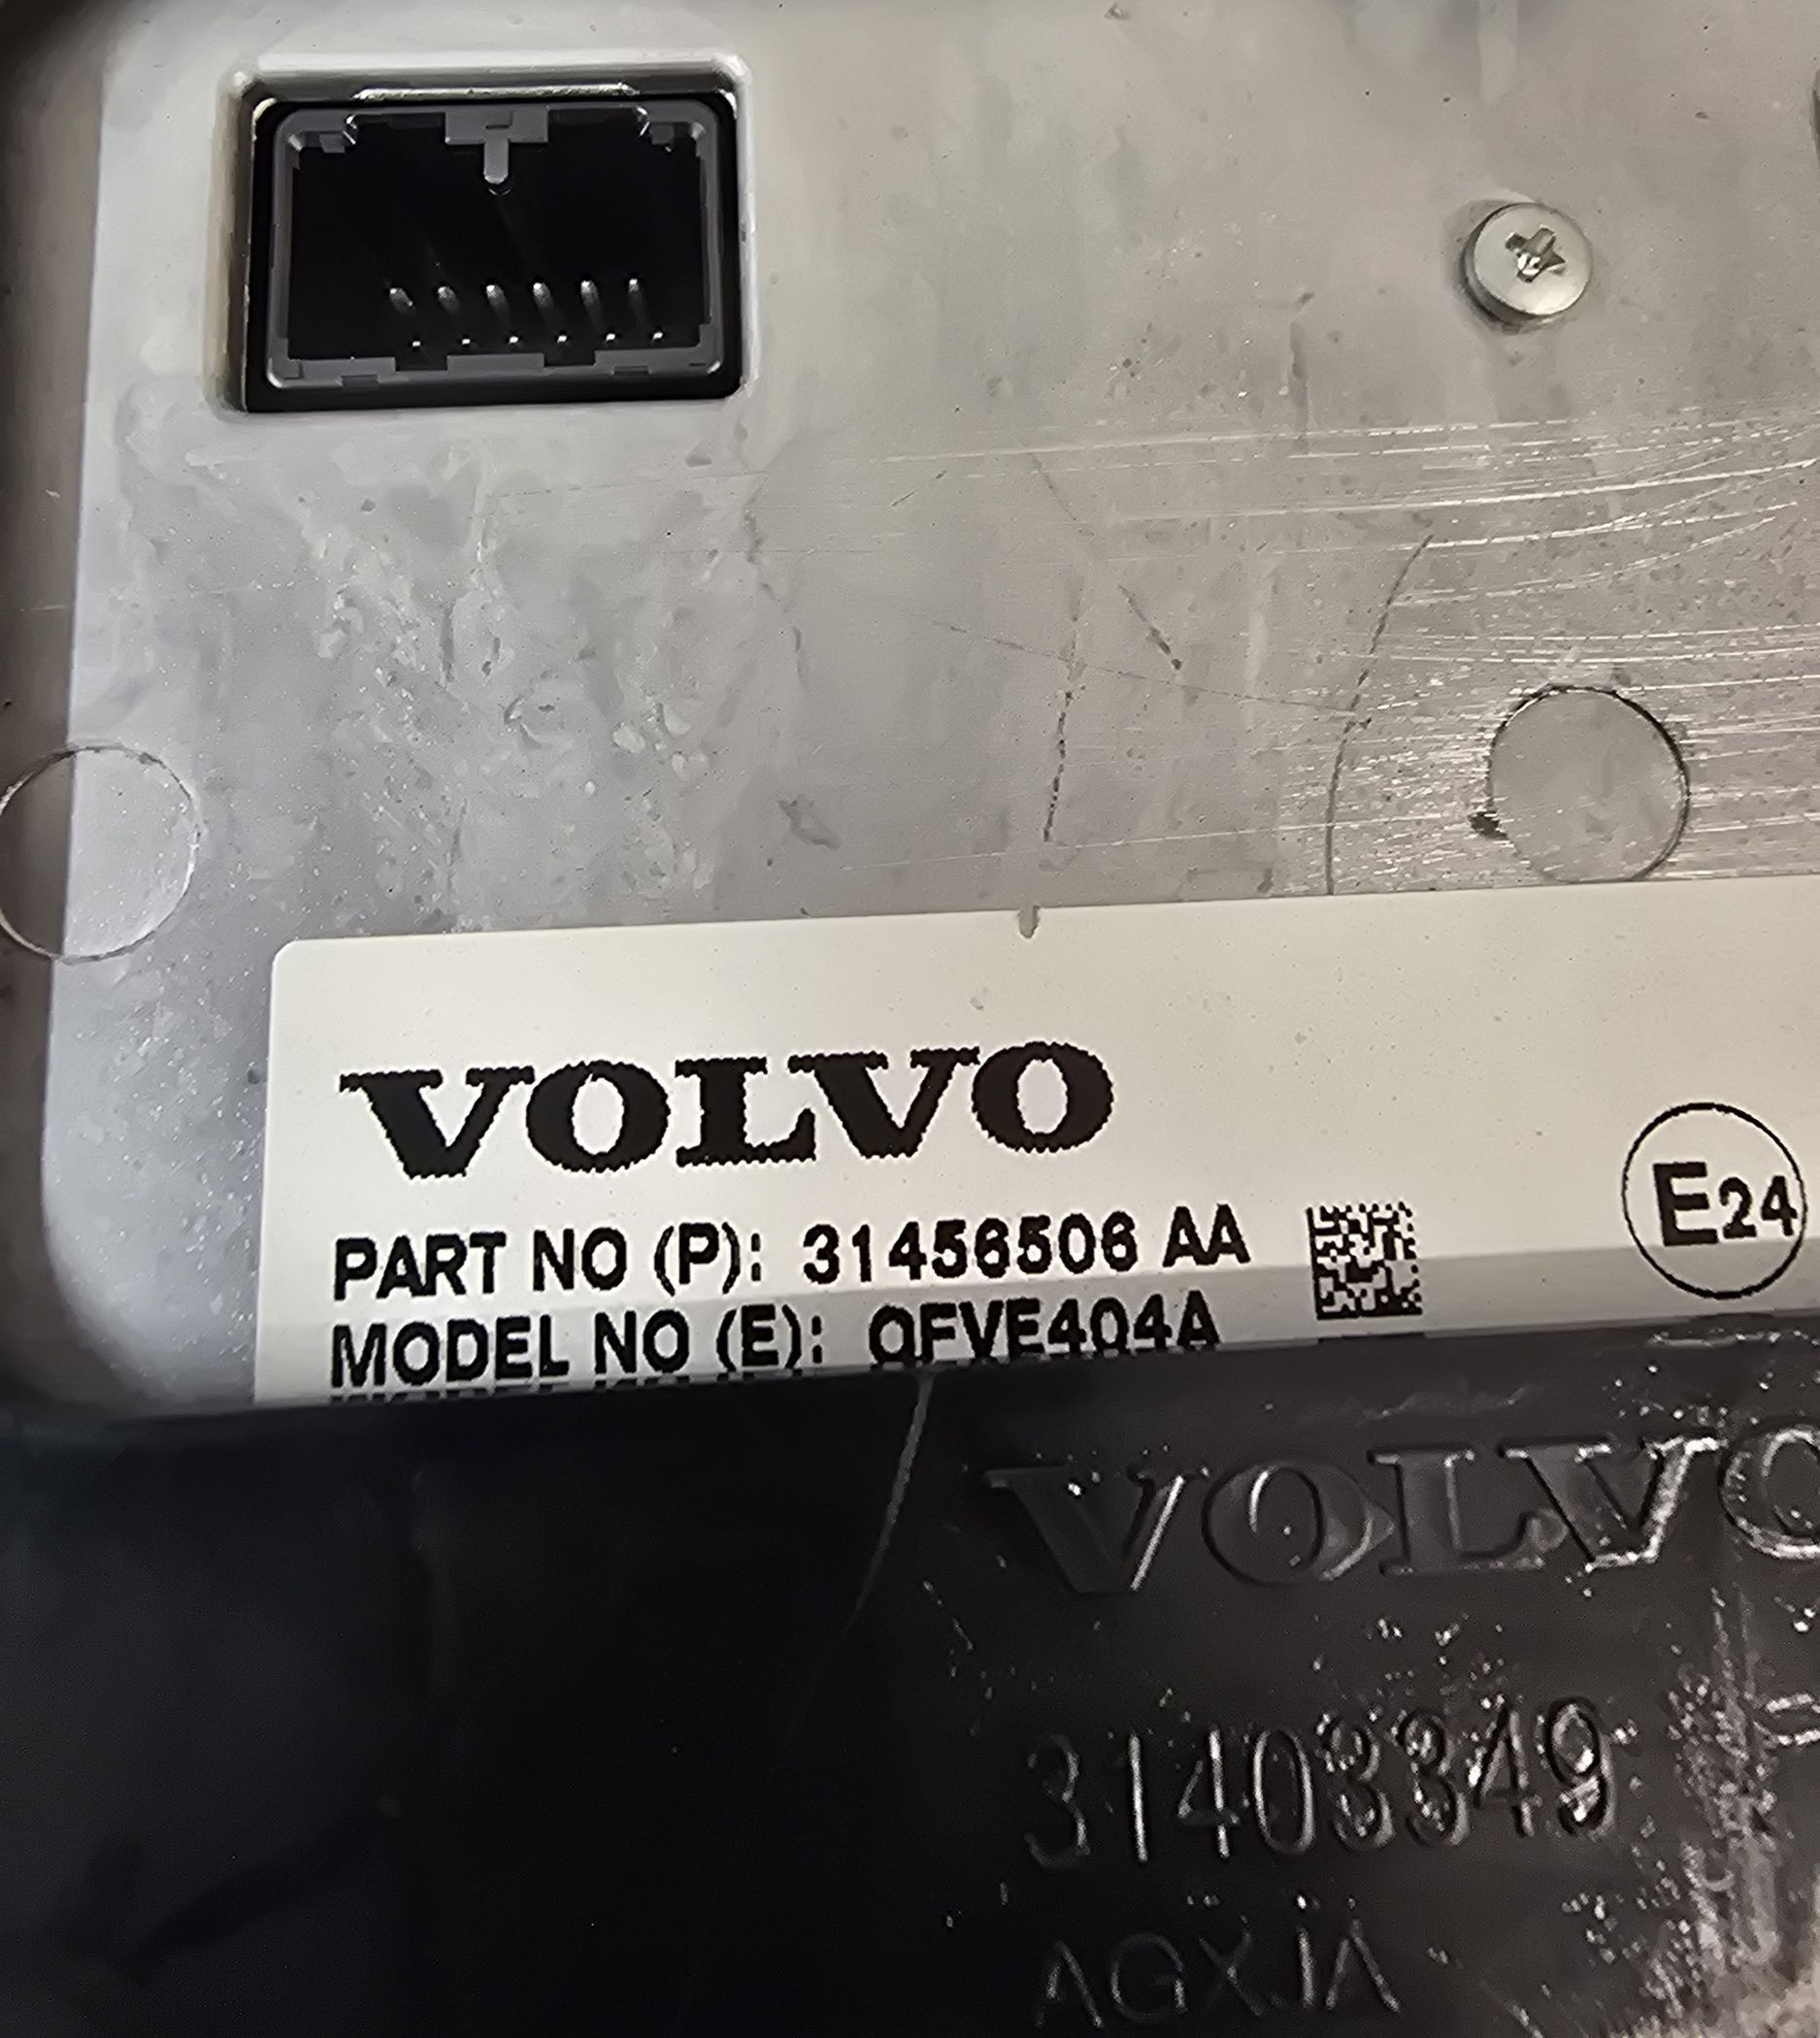 VOLVO
PART NO (P): 31456506 AA
E24
MODEL NO (E): QFVE404A
VOLVO
31403349
AGXJA